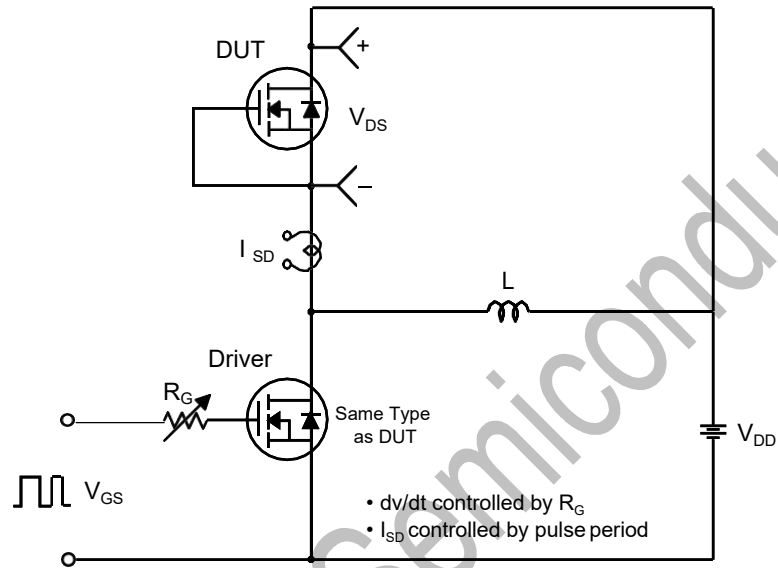 DUT
+
V_DS
–
I_SD
L
Driver
R_G
Same Type
as DUT
V_DD
V_GS
• dv/dt controlled by R_G
• I_SD controlled by pulse period
Semicondu